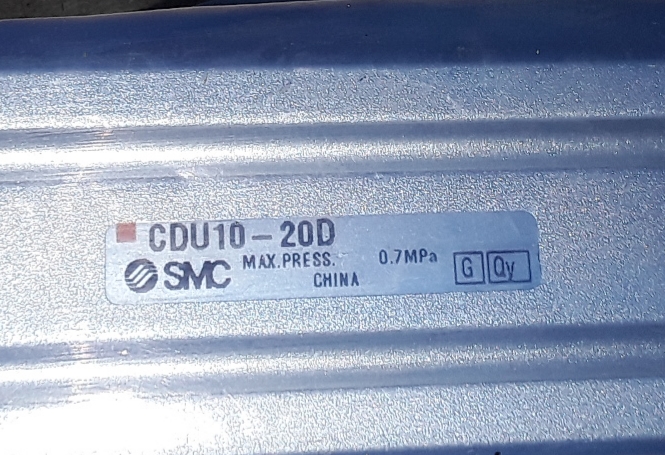 CDU10-20D
SMC MAX.PRESS. 0.7MPa G Qy
CHINA